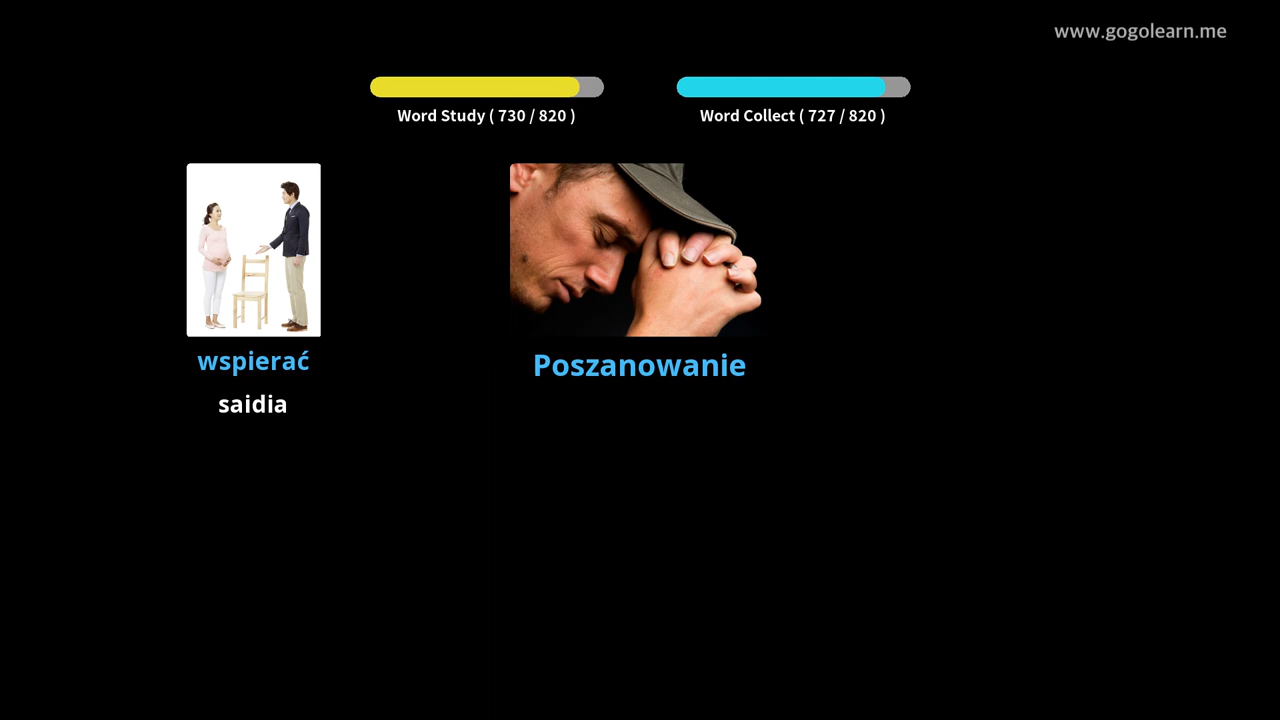 www.gogolearn.me
Word Study ( 730 / 820 )
Word Collect ( 727 / 820 )
wspierać
saidia
Poszanowanie